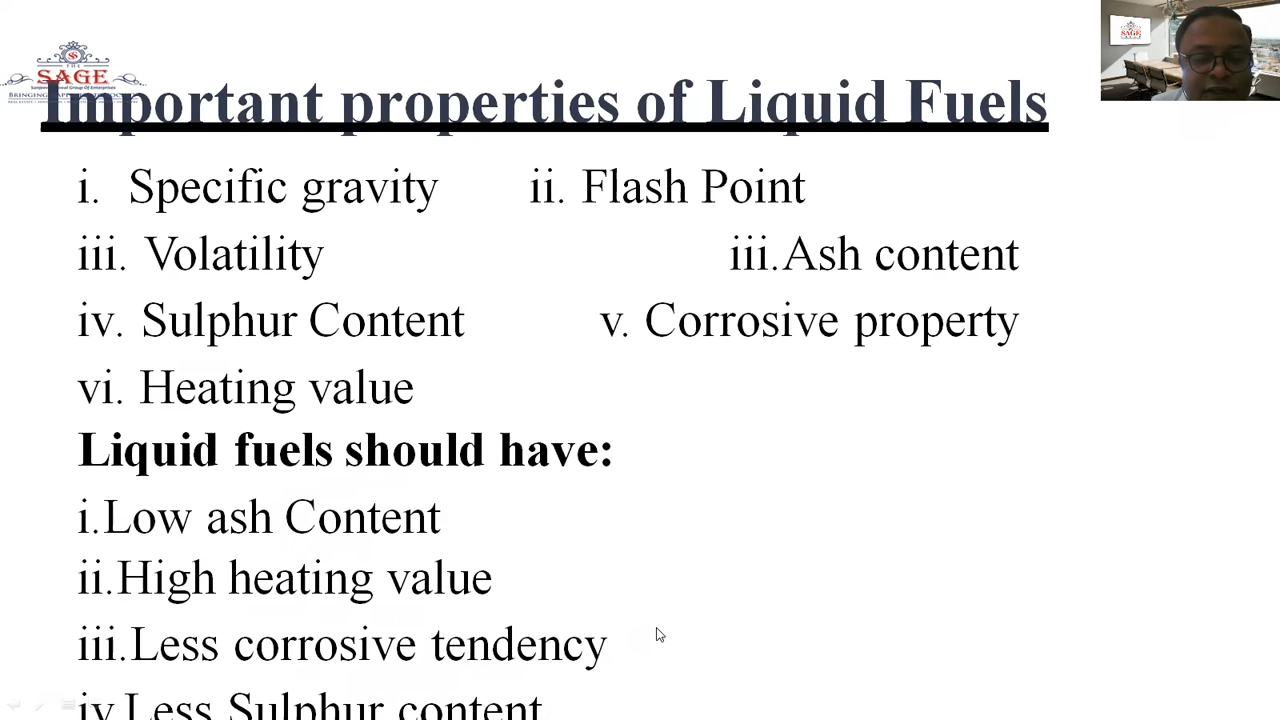 THE
SAGE
Important properties of Liquid Fuels
i. Specific gravity ii. Flash Point
iii. Volatility iii.Ash content
iv. Sulphur Content v. Corrosive property
vi. Heating value
Liquid fuels should have:
i.Low ash Content
ii.High heating value
iii.Less corrosive tendency
iv.Less Sulphur content
SAGE